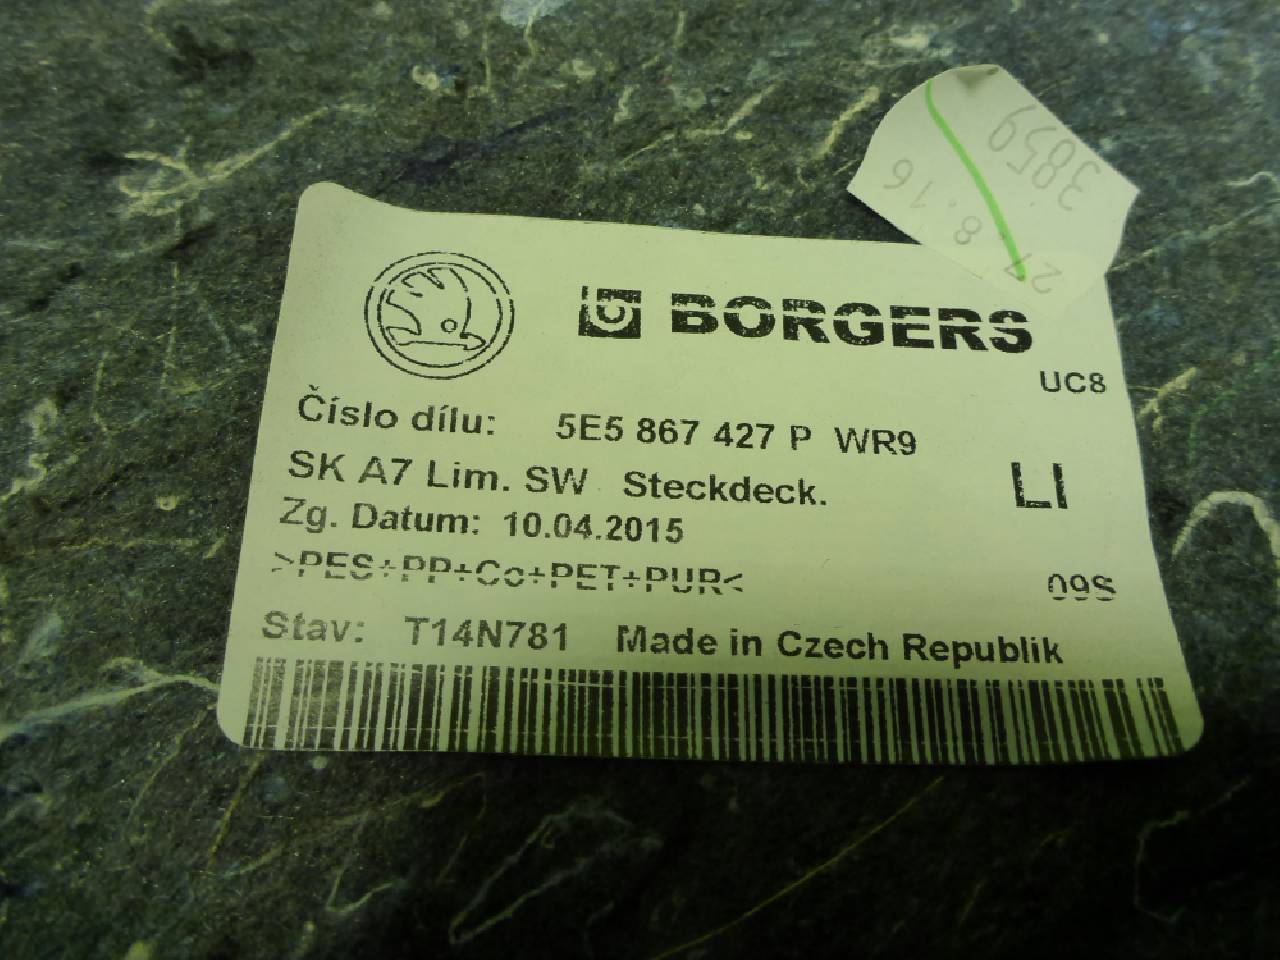 3859
27.8.16
BORGERS
UC8
Číslo dílu: 5E5 867 427 P WR9
SK A7 Lim. SW Steckdeck. LI
Zg. Datum: 10.04.2015
>PES+PP+Co+PET+PUR< 09S
Stav: T14N781 Made in Czech Republik